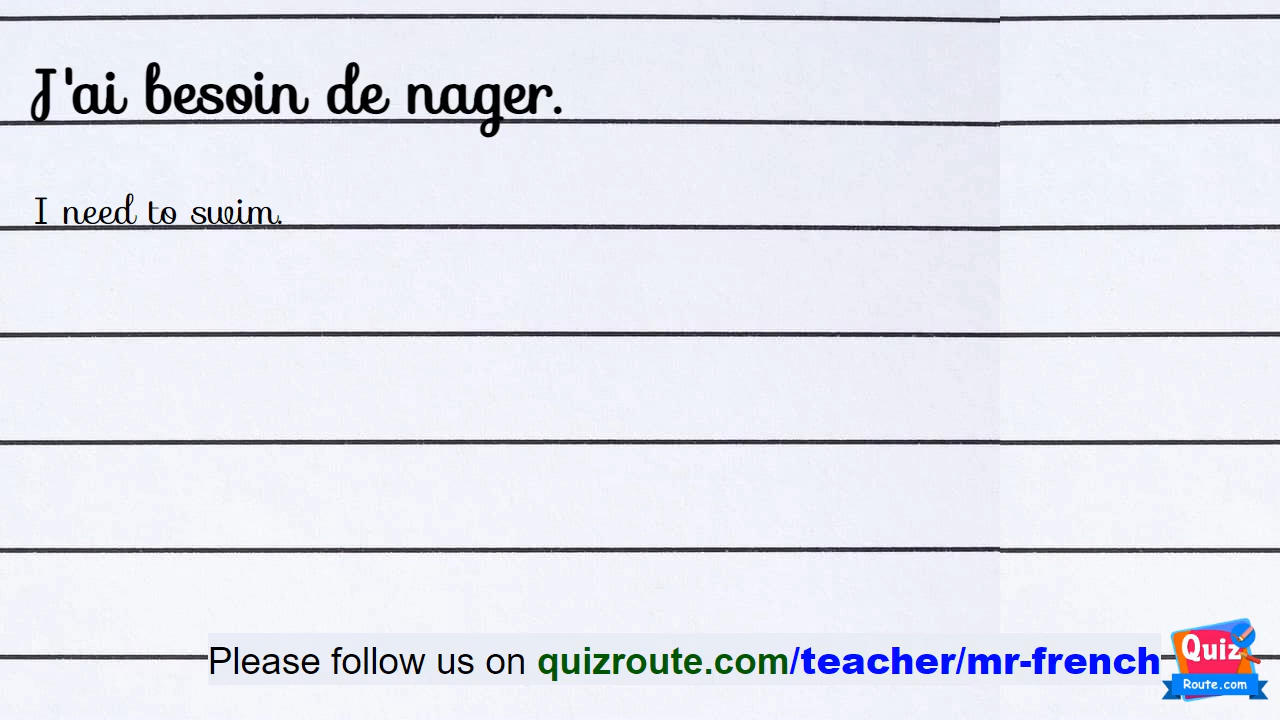 J'ai besoin de nager.
I need to swim.
Please follow us on quizroute.com/teacher/mr-french
Quiz
Route.com